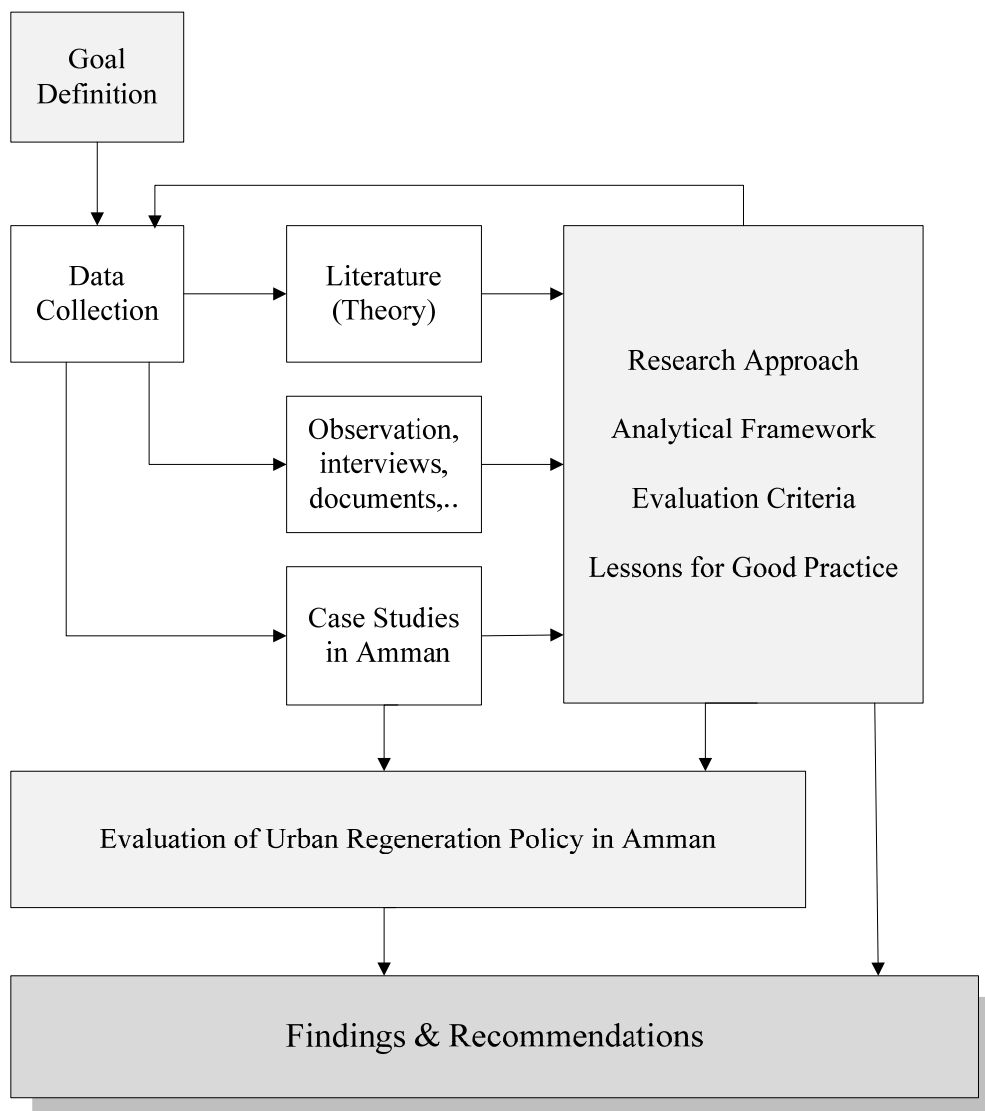 Goal
Definition
Data
Collection
Literature
(Theory)
Observation,
interviews,
documents,..
Case Studies
in Amman
Research Approach
Analytical Framework
Evaluation Criteria
Lessons for Good Practice
Evaluation of Urban Regeneration Policy in Amman
Findings & Recommendations